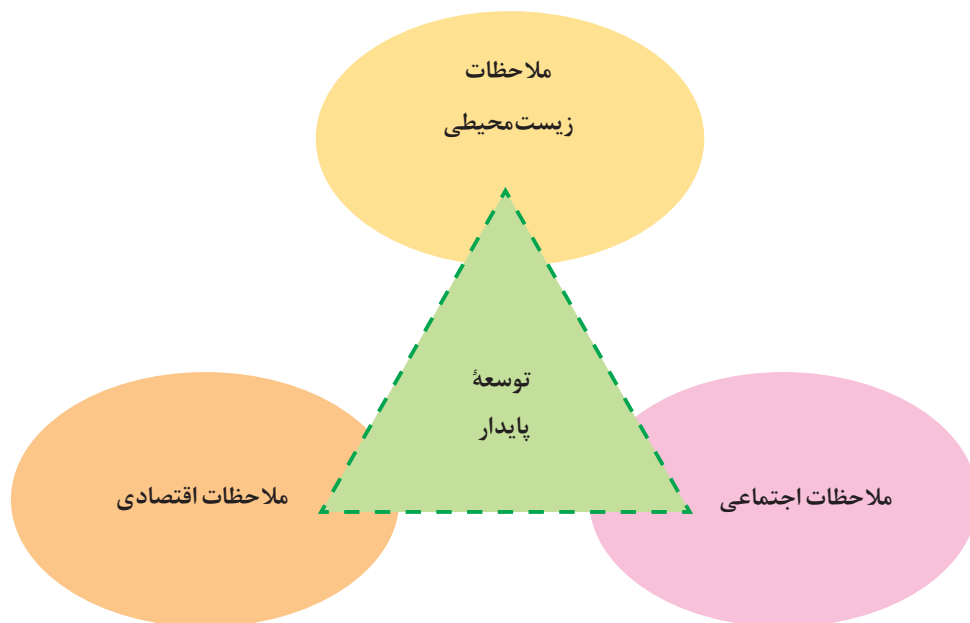 ملاحظات
زیست‌محیطی
توسعهٔ
پایدار
ملاحظات اجتماعی
ملاحظات اقتصادی